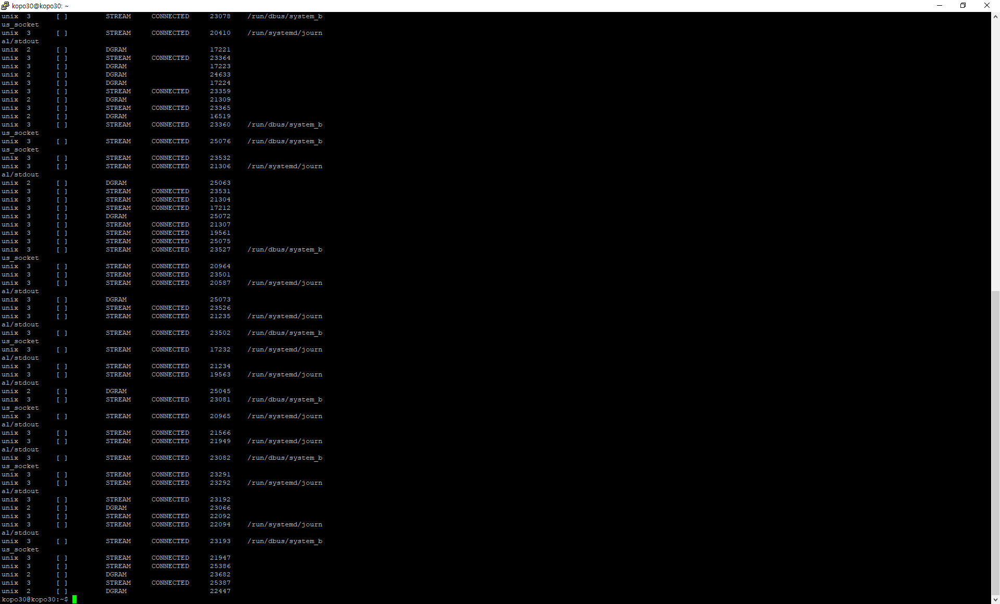 kopo30@kopo30: ~
unix  3      [ ]         STREAM     CONNECTED     23078    /run/dbus/system_b
us_socket
unix  3      [ ]         STREAM     CONNECTED     20410    /run/systemd/journ
al/stdout
unix  2      [ ]         DGRAM                    17221
unix  3      [ ]         STREAM     CONNECTED     23364
unix  3      [ ]         DGRAM                    17223
unix  2      [ ]         DGRAM                    24633
unix  3      [ ]         DGRAM                    17224
unix  3      [ ]         STREAM     CONNECTED     23359
unix  2      [ ]         DGRAM                    21309
unix  3      [ ]         STREAM     CONNECTED     23365
unix  2      [ ]         DGRAM                    16519
unix  3      [ ]         STREAM     CONNECTED     23360    /run/dbus/system_b
us_socket
unix  3      [ ]         STREAM     CONNECTED     25076    /run/dbus/system_b
us_socket
unix  3      [ ]         STREAM     CONNECTED     23532
unix  3      [ ]         STREAM     CONNECTED     21306    /run/systemd/journ
al/stdout
unix  2      [ ]         DGRAM                    25063
unix  3      [ ]         STREAM     CONNECTED     23531
unix  3      [ ]         STREAM     CONNECTED     21304
unix  3      [ ]         STREAM     CONNECTED     17212
unix  3      [ ]         DGRAM                    25072
unix  3      [ ]         STREAM     CONNECTED     21307
unix  3      [ ]         STREAM     CONNECTED     19561
unix  3      [ ]         STREAM     CONNECTED     25075
unix  3      [ ]         STREAM     CONNECTED     23527    /run/dbus/system_b
us_socket
unix  3      [ ]         STREAM     CONNECTED     20964
unix  3      [ ]         STREAM     CONNECTED     23501
unix  3      [ ]         STREAM     CONNECTED     20587    /run/systemd/journ
al/stdout
unix  3      [ ]         DGRAM                    25073
unix  3      [ ]         STREAM     CONNECTED     23526
unix  3      [ ]         STREAM     CONNECTED     21235    /run/systemd/journ
al/stdout
unix  3      [ ]         STREAM     CONNECTED     23502    /run/dbus/system_b
us_socket
unix  3      [ ]         STREAM     CONNECTED     17232    /run/systemd/journ
al/stdout
unix  3      [ ]         STREAM     CONNECTED     21234
unix  3      [ ]         STREAM     CONNECTED     19563    /run/systemd/journ
al/stdout
unix  2      [ ]         DGRAM                    25045
unix  3      [ ]         STREAM     CONNECTED     23081    /run/dbus/system_b
us_socket
unix  3      [ ]         STREAM     CONNECTED     20965    /run/systemd/journ
al/stdout
unix  3      [ ]         STREAM     CONNECTED     21566
unix  3      [ ]         STREAM     CONNECTED     21949    /run/systemd/journ
al/stdout
unix  3      [ ]         STREAM     CONNECTED     23082    /run/dbus/system_b
us_socket
unix  3      [ ]         STREAM     CONNECTED     23291
unix  3      [ ]         STREAM     CONNECTED     23292    /run/systemd/journ
al/stdout
unix  3      [ ]         STREAM     CONNECTED     23192
unix  2      [ ]         DGRAM                    23066
unix  3      [ ]         STREAM     CONNECTED     22092
unix  3      [ ]         STREAM     CONNECTED     22094    /run/systemd/journ
al/stdout
unix  3      [ ]         STREAM     CONNECTED     23193    /run/dbus/system_b
us_socket
unix  3      [ ]         STREAM     CONNECTED     21947
unix  3      [ ]         STREAM     CONNECTED     25386
unix  2      [ ]         DGRAM                    23682
unix  3      [ ]         STREAM     CONNECTED     25387
unix  2      [ ]         DGRAM                    22447
kopo30@kopo30:~$